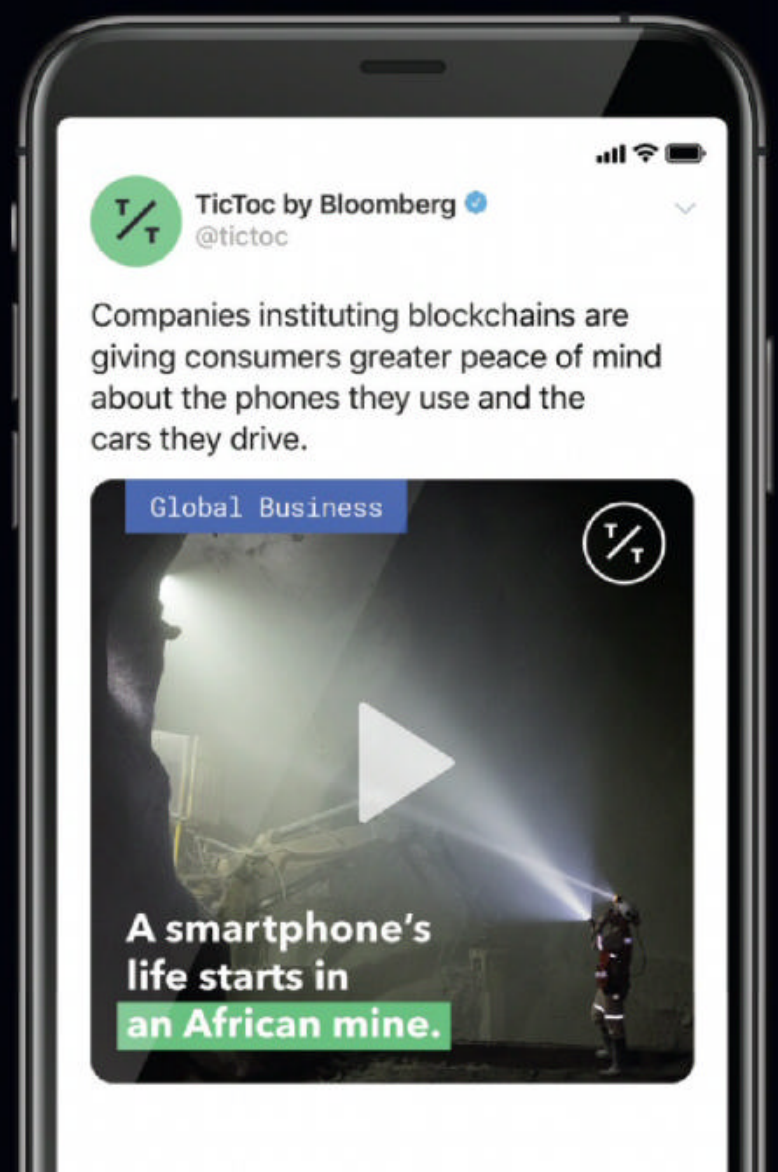 T/T
TicToc by Bloomberg
@tictoc
Companies instituting blockchains are
giving consumers greater peace of mind
about the phones they use and the
cars they drive.
Global Business
T/T
A smartphone's
life starts in
an African mine.